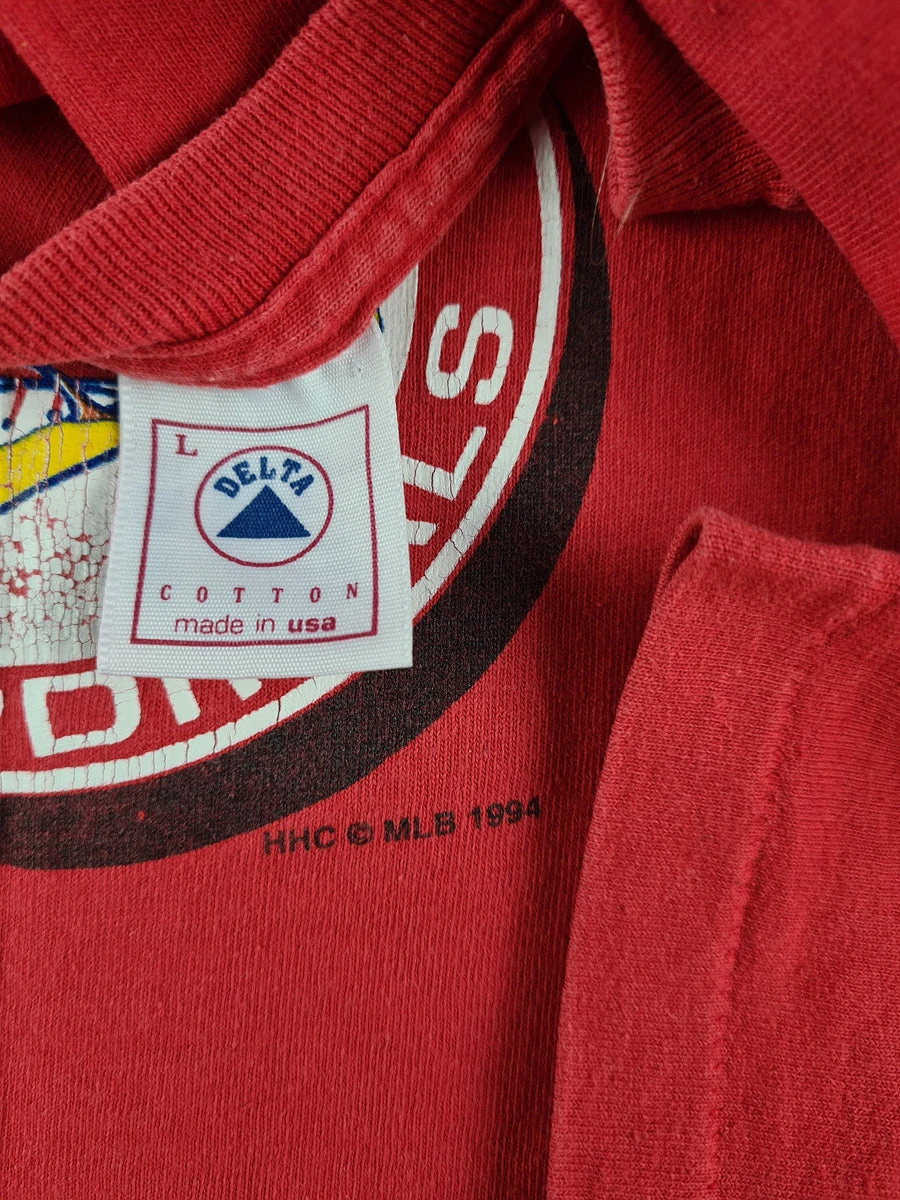 L
DELTA
COTTON
made in usa
HHC © MLB 1994